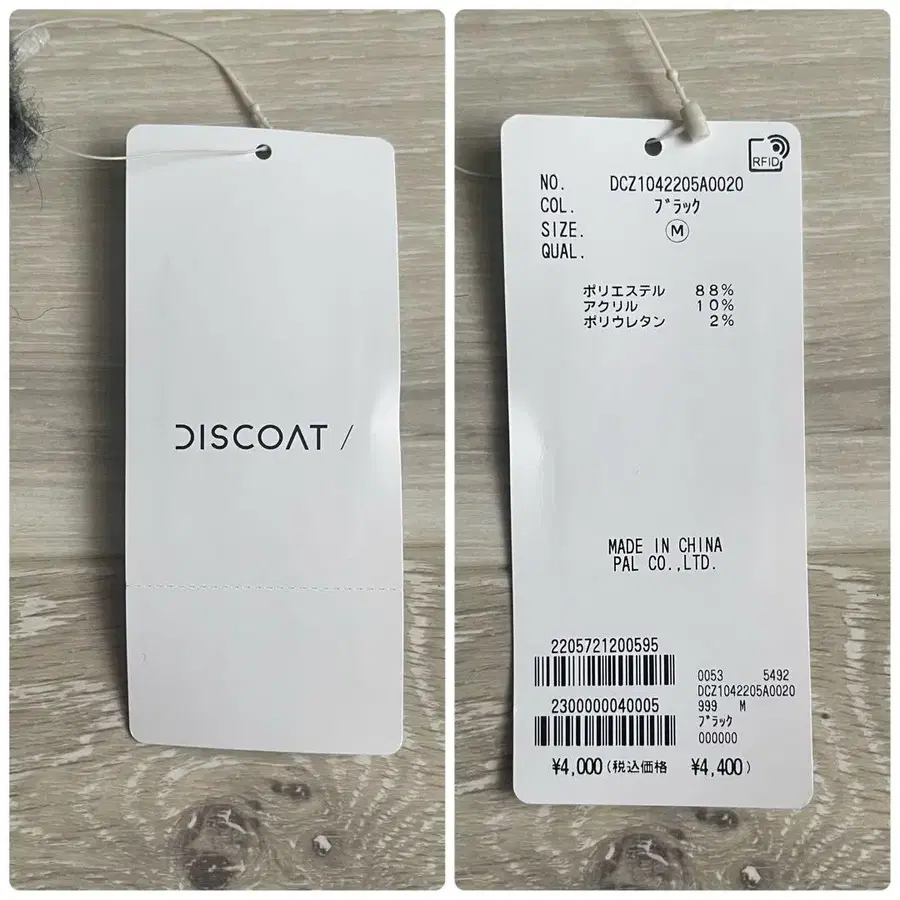 DISCOAT /
RFID
NO. DCZ1042205A0020
COL. ブラック
SIZE. M
QUAL.
ポリエステル 88%
アクリル 10%
ポリウレタン 2%
MADE IN CHINA
PAL CO.,LTD.
2205721200595
2300000040005
0053 5492
DCZ1042205A0020
999 M
ブラック
000000
¥4,000(税込価格 ¥4,400)